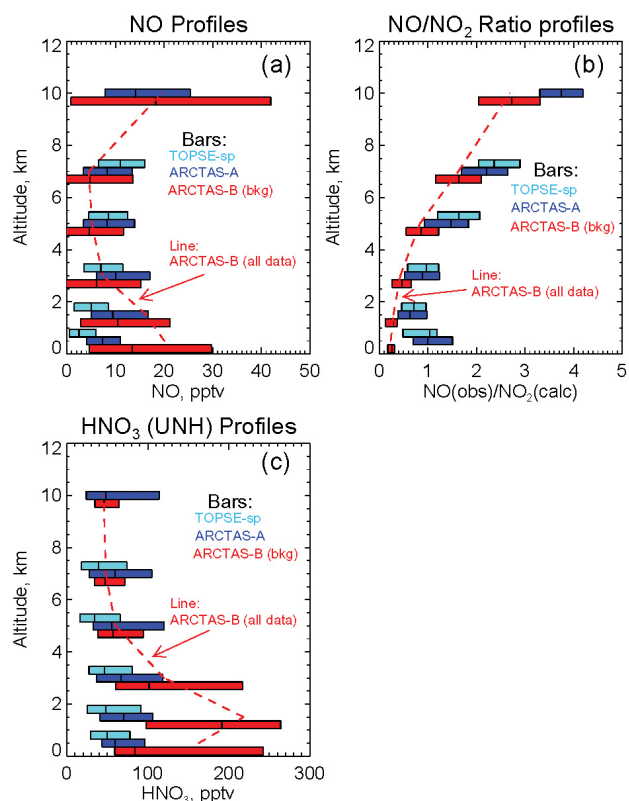 NO Profiles
12
10
8
6
4
2
0
Altitude, km
(a)
Bars:
TOPSE-sp
ARCTAS-A
ARCTAS-B (bkg)
Line:
ARCTAS-B (all data)
0 10 20 30 40 50
NO, pptv
NO/NO₂ Ratio profiles
12
10
8
6
4
2
0
Altitude, km
(b)
Bars:
TOPSE-sp
ARCTAS-A
ARCTAS-B (bkg)
Line:
ARCTAS-B (all data)
0 1 2 3 4 5
NO(obs)/NO₂(calc)
HNO₃ (UNH) Profiles
12
10
8
6
4
2
0
Altitude, km
(c)
Bars:
TOPSE-sp
ARCTAS-A
ARCTAS-B (bkg)
Line:
ARCTAS-B (all data)
0 100 200 300
HNO₃, pptv